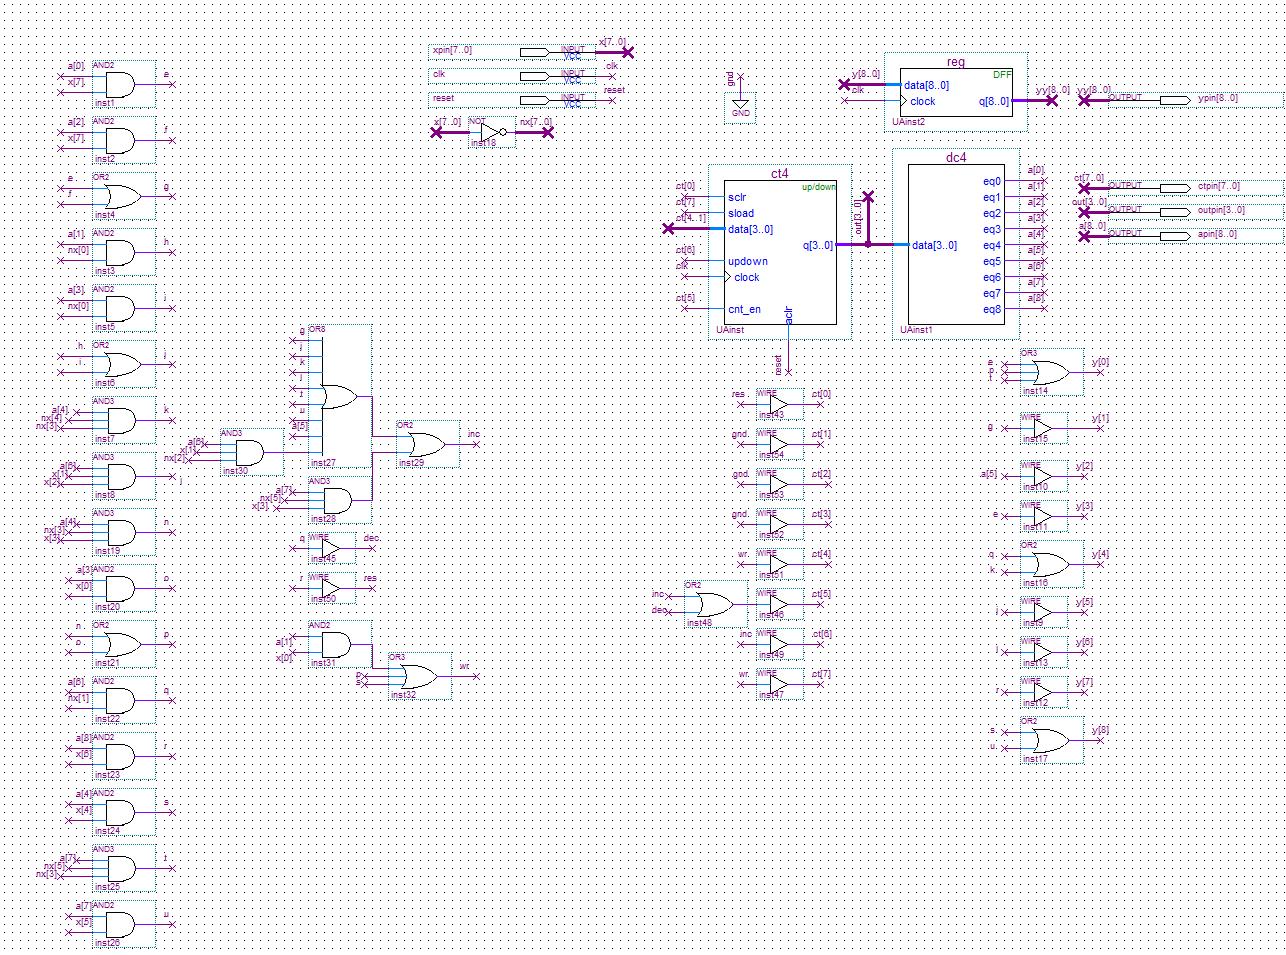 a[0]
AND2
e
x[7]
inst1
a[2]
AND2
f
x[7]
inst2
e
OR2
g
f
inst4
a[1]
AND2
h
nx[0]
inst3
a[3]
AND2
i
nx[0]
inst5
h
OR2
j
i
inst6
AND3
a[4]
nx[4]
nx[3]
k
inst7
AND3
x[1]
x[2]
l
inst8
AND3
a[4]
nx[3]
x[3]
n
inst19
a[3]
AND2
o
x[0]
inst20
n
OR2
p
o
inst21
a[6]
AND2
q
nx[1]
inst22
a[8]
AND2
r
x[6]
inst23
a[4]
AND2
s
x[4]
inst24
AND3
a[7]
nx[5]
nx[3]
t
inst25
a[7]
AND2
u
x[5]
inst26
xpin[7..0]
INPUT
VCC
x[7..0]
clk
INPUT
VCC
clk
reset
INPUT
VCC
reset
x[7..0]
NOT
nx[7..0]
inst18
gnd
GND
reg
DFF
y[8..0]
data[8..0]
clk
clock
q[8..0]
yy[8..0]
UAinst2
yy[8..0]
OUTPUT
ypin[8..0]
ct4
up/down
ct[0]
sclr
ct[7]
sload
ct[4..1]
data[3..0]
q[3..0]
out[3..0]
ct[6]
updown
clk
clock
ct[5]
cnt_en
aclr
UAinst
reset
dc4
data[3..0]
eq0
a[0]
eq1
a[1]
eq2
a[2]
eq3
a[3]
eq4
a[4]
eq5
a[5]
eq6
a[6]
eq7
a[7]
eq8
a[8]
UAinst1
ct[7..0]
OUTPUT
ctpin[7..0]
out[3..0]
OUTPUT
outpin[3..0]
a[8..0]
OUTPUT
apin[8..0]
g
OR8
j
k
l
t
u
a[5]
inst27
AND3
a[6]
x[1]
nx[2]
inst30
OR2
inc
inst29
AND3
a[7]
nx[5]
x[3]
inst28
q
WIRE
dec
inst45
r
WIRE
res
inst50
AND2
a[1]
x[0]
inst31
OR3
p
s
wr
inst32
res
WIRE
ct[0]
inst43
gnd
WIRE
ct[1]
inst54
gnd
WIRE
ct[2]
inst53
gnd
WIRE
ct[3]
inst52
wr
WIRE
ct[4]
inst51
inc
OR2
dec
inst48
WIRE
ct[5]
inst46
inc
WIRE
ct[6]
inst49
wr
WIRE
ct[7]
inst47
OR3
e
p
t
y[0]
inst14
g
WIRE
y[1]
inst15
a[5]
WIRE
y[2]
inst10
e
WIRE
y[3]
inst11
q
OR2
y[4]
k
inst16
WIRE
y[5]
inst9
l
WIRE
y[6]
inst13
r
WIRE
y[7]
inst12
s
OR2
y[8]
u
inst17